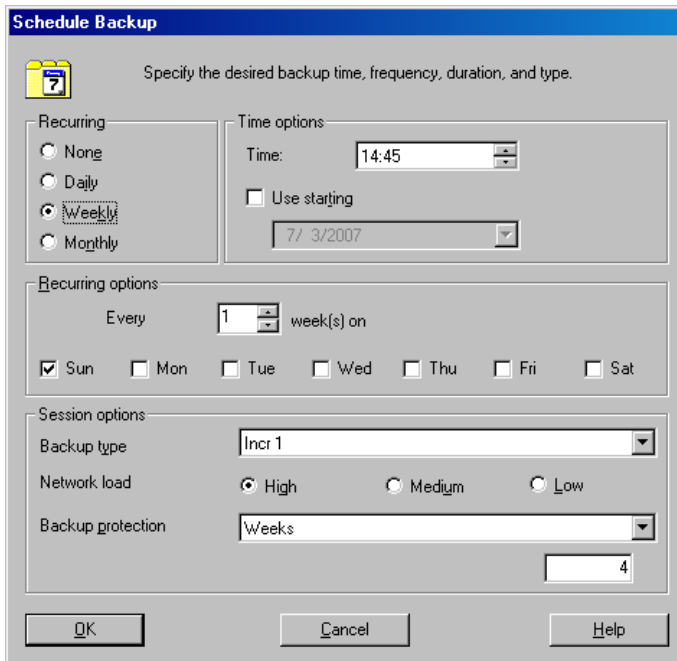 Schedule Backup
7
Specify the desired backup time, frequency, duration, and type.
Recurring
None
Daily
Weekly
Monthly
Time options
Time: 14:45
Use starting
7/ 3/2007
Recurring options
Every 1 week(s) on
Sun Mon Tue Wed Thu Fri Sat
Session options
Backup type Incr 1
Network load High Medium Low
Backup protection Weeks
4
OK Cancel Help